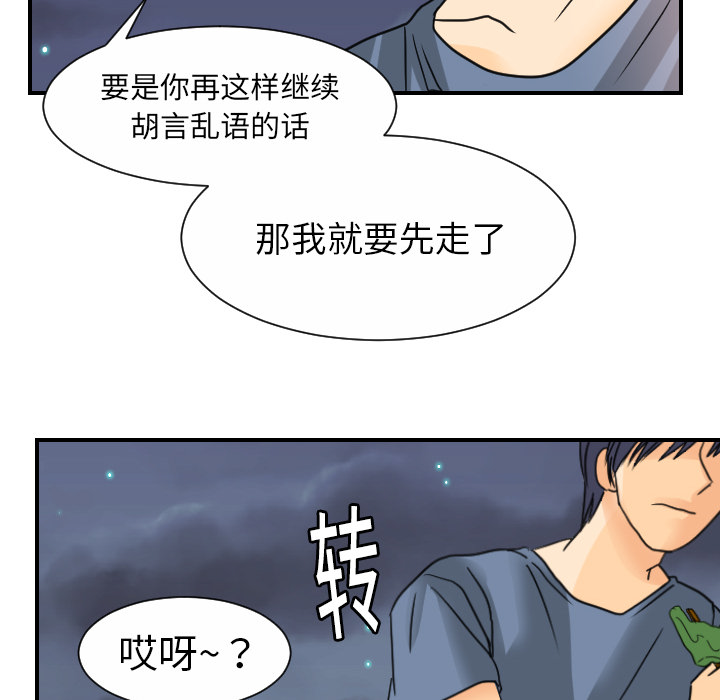 要是你再这样继续
胡言乱语的话
那我就要先走了
转
哎呀~？